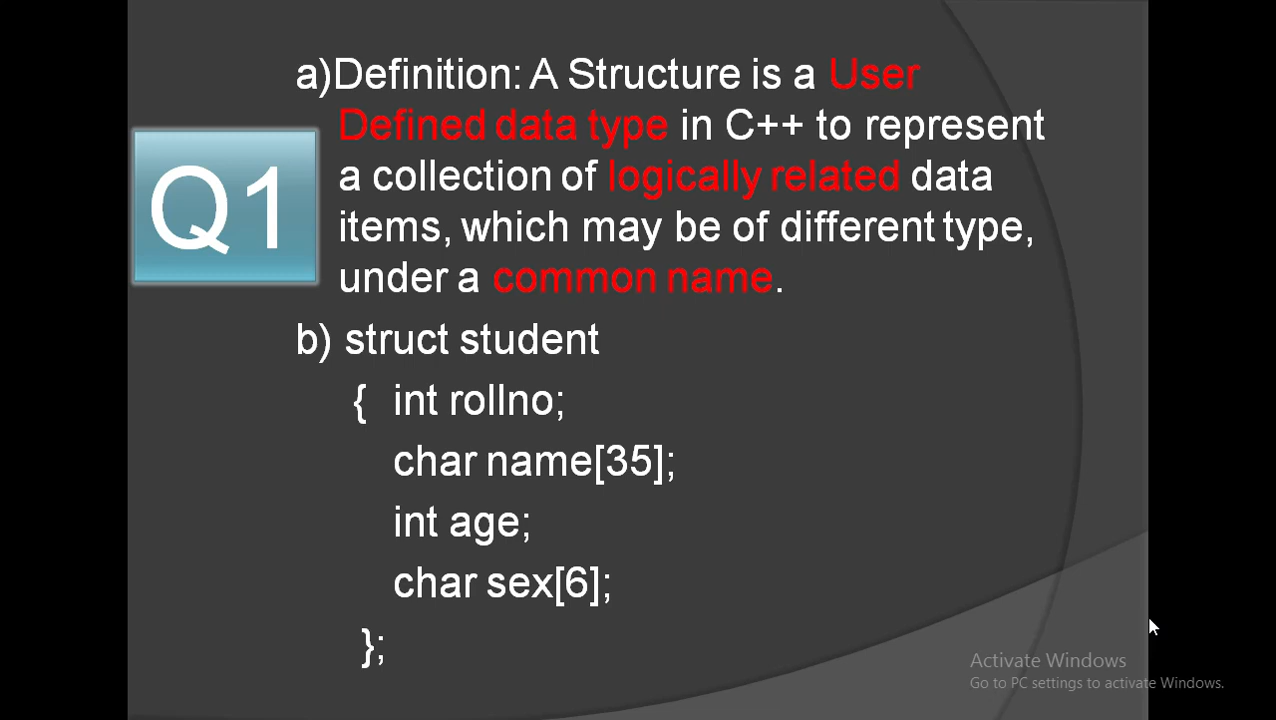 a)Definition: A Structure is a User
Defined data type in C++ to represent
a collection of logically related data
items, which may be of different type,
under a common name.
Q1
b) struct student
{ int rollno;
char name[35];
int age;
char sex[6];
};
Activate Windows
Go to PC settings to activate Windows.